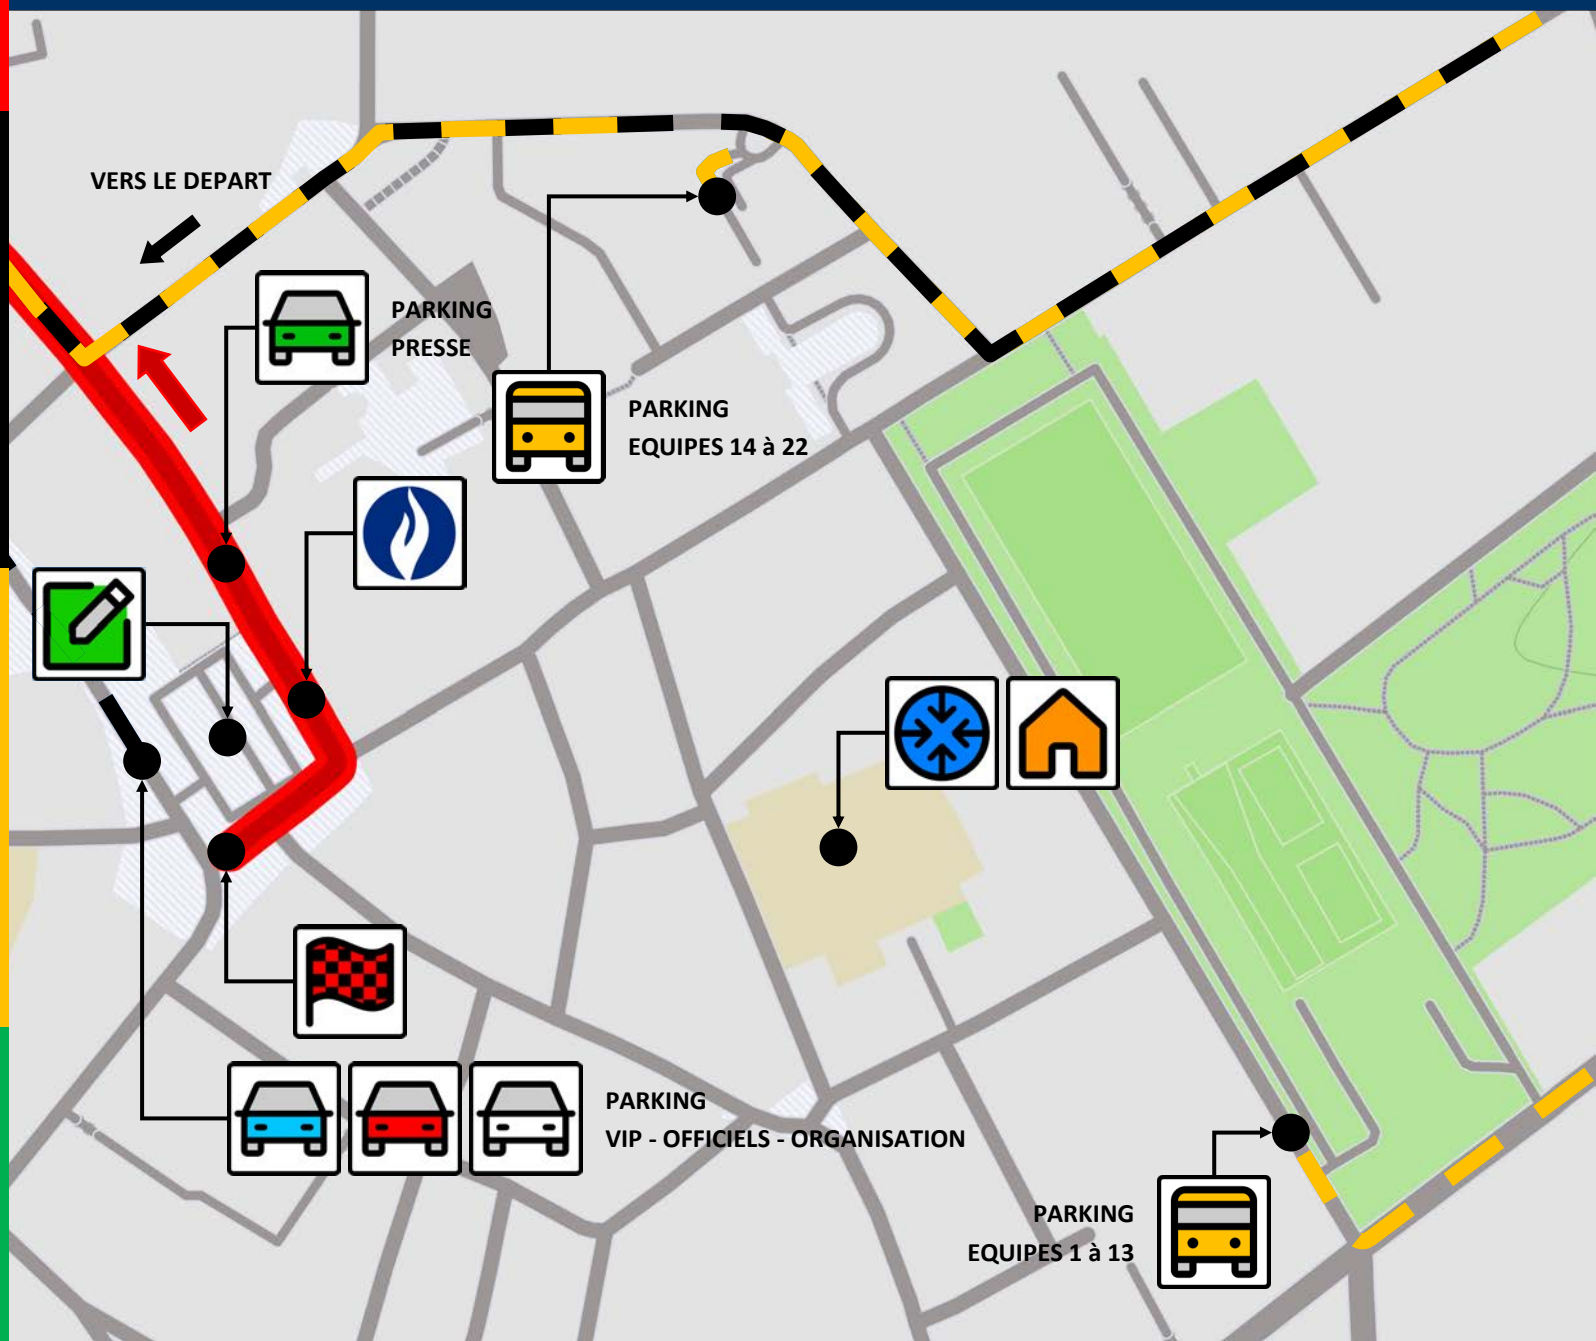 VERS LE DEPART
PARKING
PRESSE
PARKING
EQUIPES 14 à 22
PARKING
VIP - OFFICIELS - ORGANISATION
PARKING
EQUIPES 1 à 13